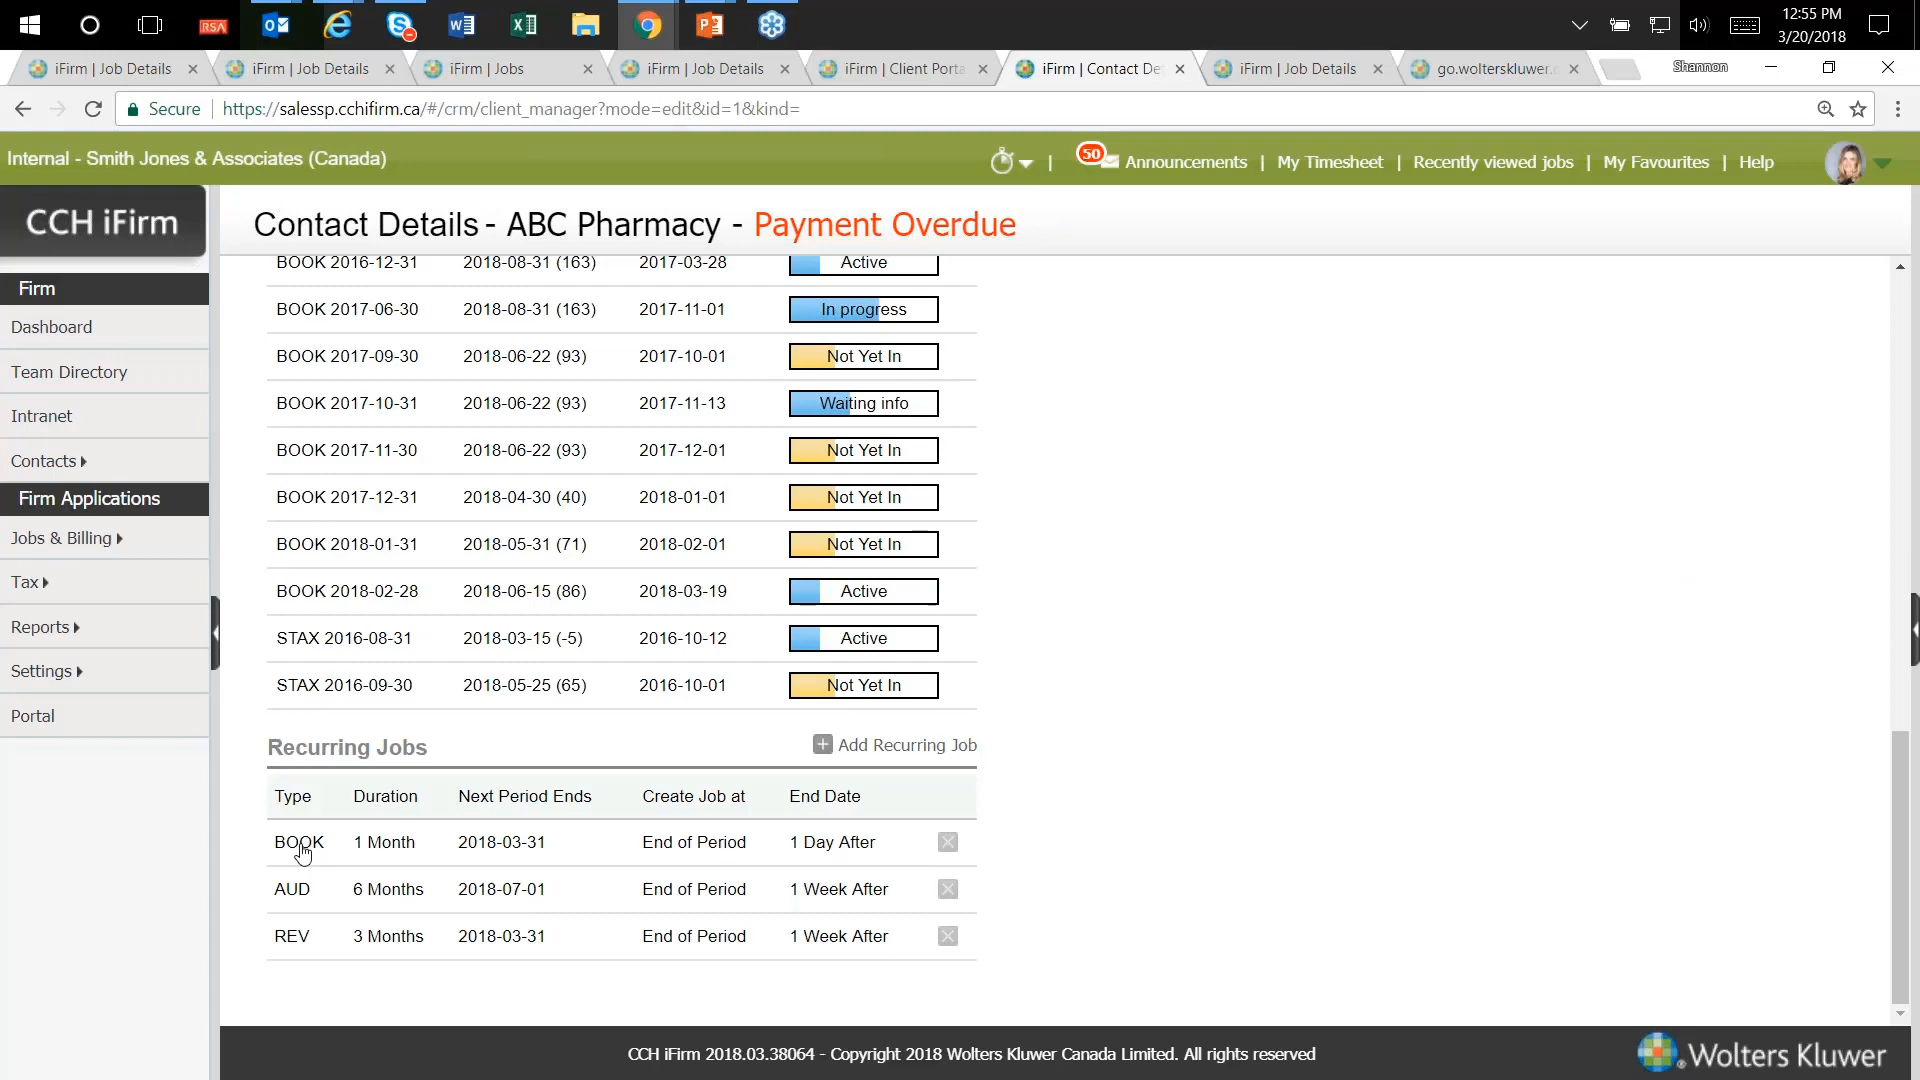 RSA
12:55 PM
3/20/2018
iFirm | Job Details
iFirm | Job Details
iFirm | Jobs
iFirm | Job Details
iFirm | Client Porta
iFirm | Contact De
iFirm | Job Details
go.wolterskluwer.
Shannon
Secure
https://salessp.cchifirm.ca/#/crm/client_manager?mode=edit&id=1&kind=
Internal - Smith Jones & Associates (Canada)
50
Announcements | My Timesheet | Recently viewed jobs | My Favourites | Help
CCH iFirm
Firm
Dashboard
Team Directory
Intranet
Contacts
Firm Applications
Jobs & Billing
Tax
Reports
Settings
Portal
Contact Details - ABC Pharmacy - Payment Overdue
BOOK 2016-12-31 2018-08-31 (163) 2017-03-28 Active
BOOK 2017-06-30 2018-08-31 (163) 2017-11-01 In progress
BOOK 2017-09-30 2018-06-22 (93) 2017-10-01 Not Yet In
BOOK 2017-10-31 2018-06-22 (93) 2017-11-13 Waiting info
BOOK 2017-11-30 2018-06-22 (93) 2017-12-01 Not Yet In
BOOK 2017-12-31 2018-04-30 (40) 2018-01-01 Not Yet In
BOOK 2018-01-31 2018-05-31 (71) 2018-02-01 Not Yet In
BOOK 2018-02-28 2018-06-15 (86) 2018-03-19 Active
STAX 2016-08-31 2018-03-15 (-5) 2016-10-12 Active
STAX 2016-09-30 2018-05-25 (65) 2016-10-01 Not Yet In
Recurring Jobs
Add Recurring Job
Type Duration Next Period Ends Create Job at End Date
BOOK 1 Month 2018-03-31 End of Period 1 Day After
AUD 6 Months 2018-07-01 End of Period 1 Week After
REV 3 Months 2018-03-31 End of Period 1 Week After
CCH iFirm 2018.03.38064 - Copyright 2018 Wolters Kluwer Canada Limited. All rights reserved
Wolters Kluwer